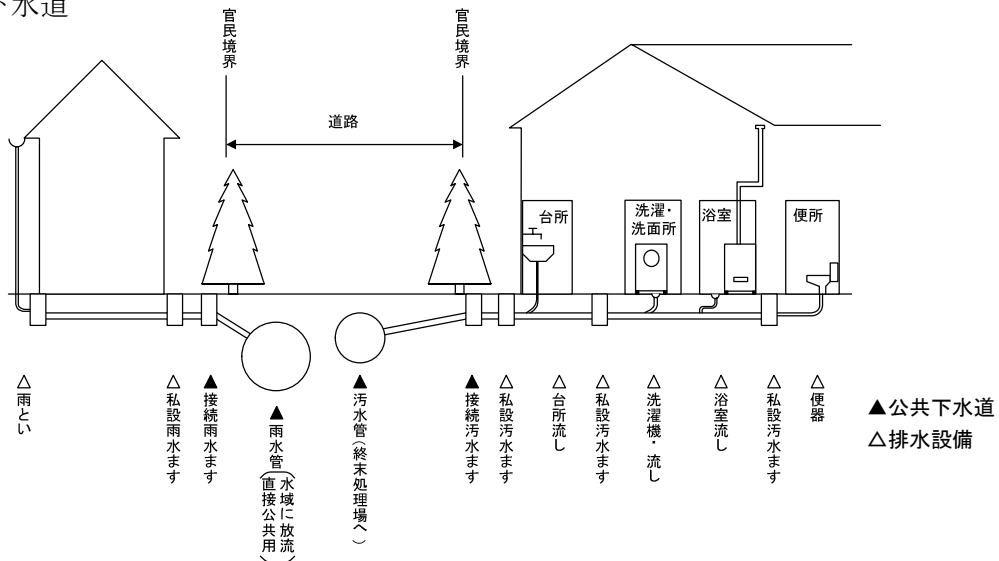 下水道
官民境界
官民境界
道路
台所
洗濯・
洗面所
浴室
便所
△雨とい
△私設雨水ます
▲接続雨水ます
▲雨水管(直接公共用
水域に放流)
▲汚水管(終末処理場へ)
▲接続汚水ます
△私設汚水ます
△台所流し
△私設汚水ます
△洗濯機・流し
△浴室流し
△私設汚水ます
△便器
▲公共下水道
△排水設備